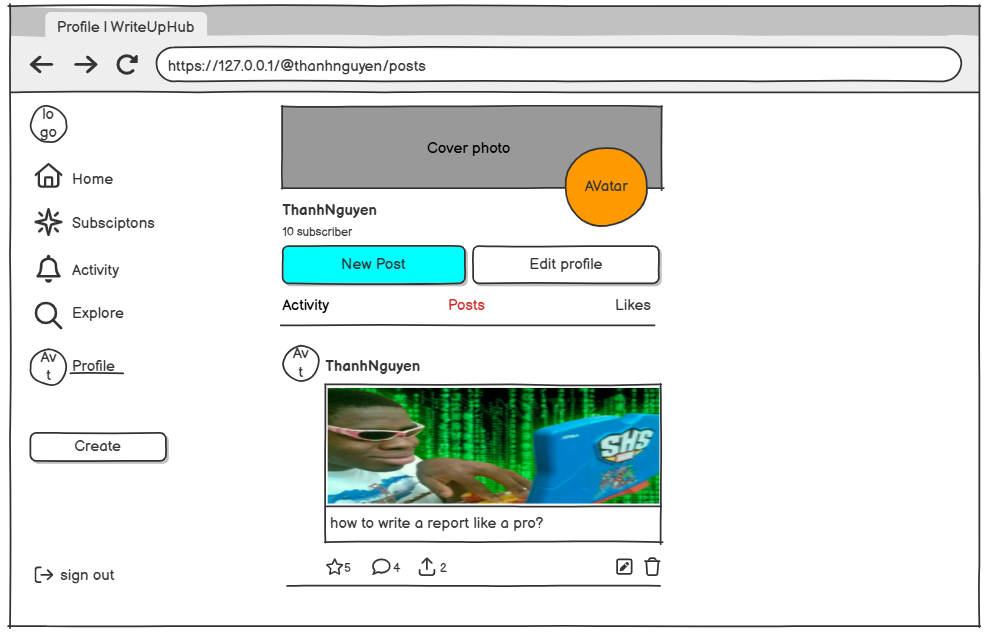 Profile | WriteUpHub
https://127.0.0.1/@thanhnguyen/posts
lo
go
Home
Subsciptons
Activity
Explore
Av
t
Profile
Create
sign out
Cover photo
AVatar
ThanhNguyen
10 subscriber
New Post
Edit profile
Activity
Posts
Likes
Av
t
ThanhNguyen
SHS
how to write a report like a pro?
5
4
2